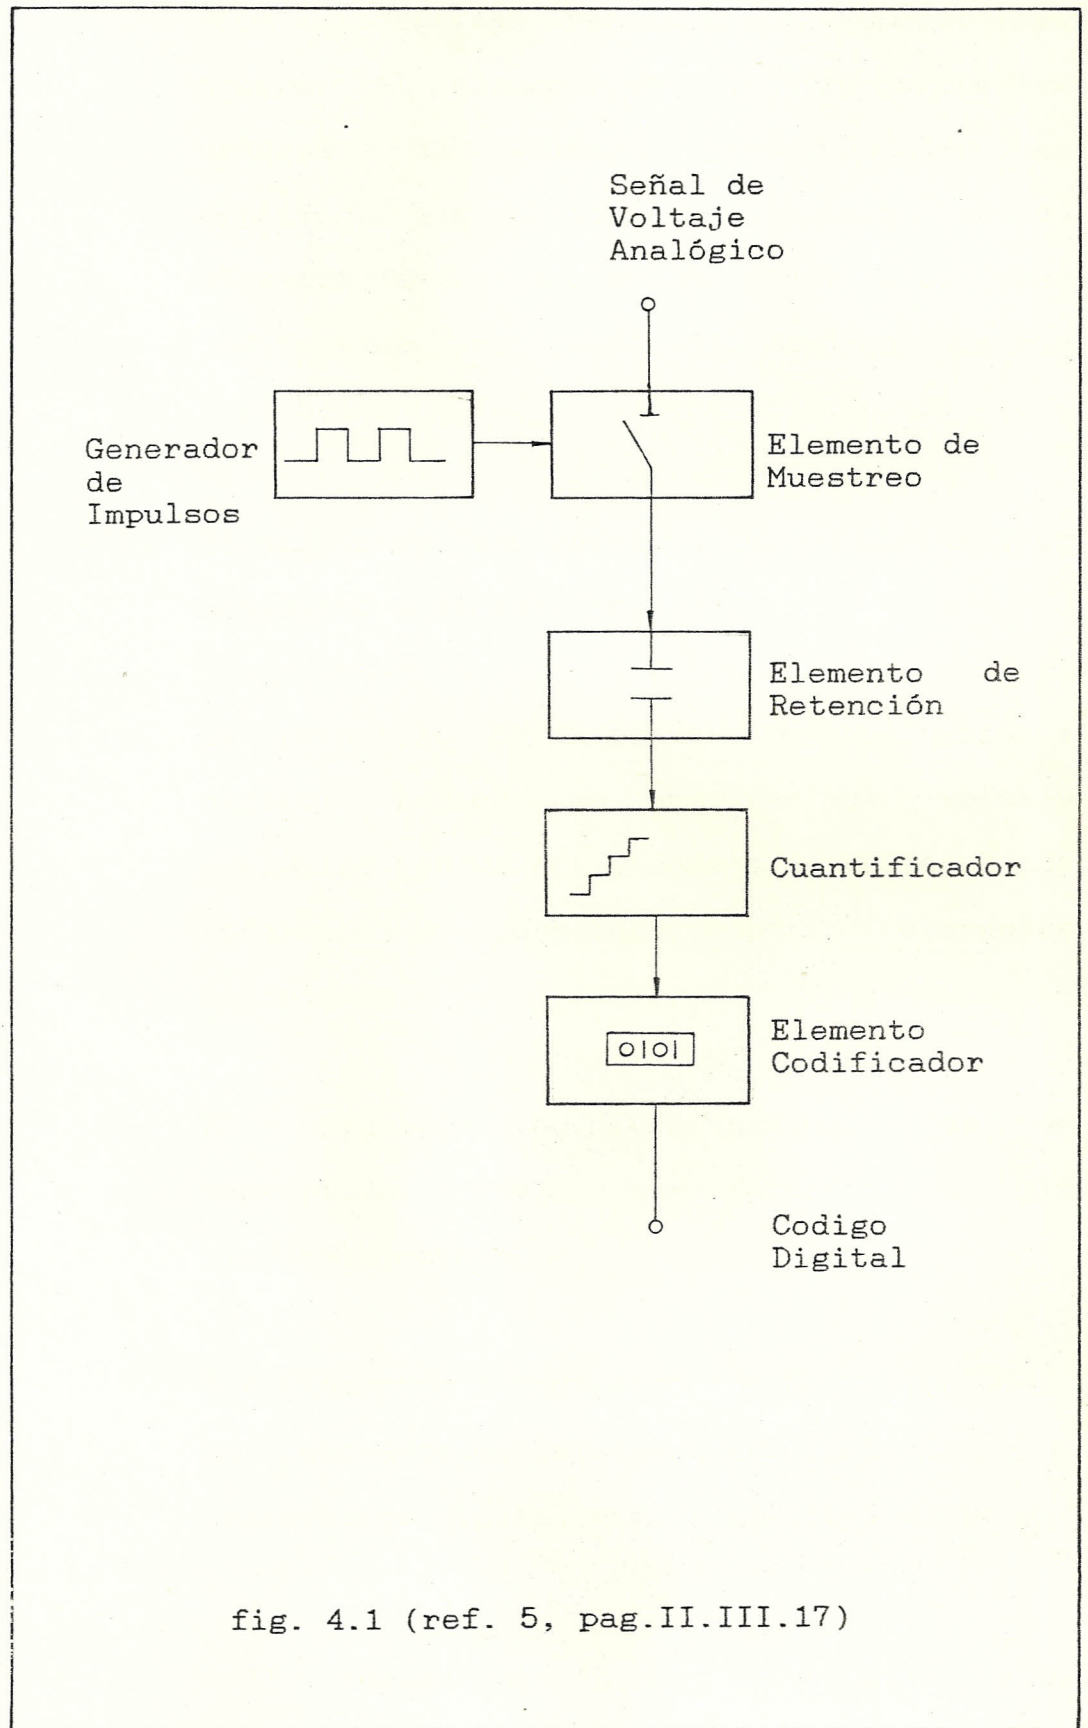 Señal de
Voltaje
Analógico
Generador
de
Impulsos
Elemento de
Muestreo
Elemento de
Retención
Cuantificador
0101
Elemento
Codificador
Codigo
Digital
fig. 4.1 (ref. 5, pag.II.III.17)